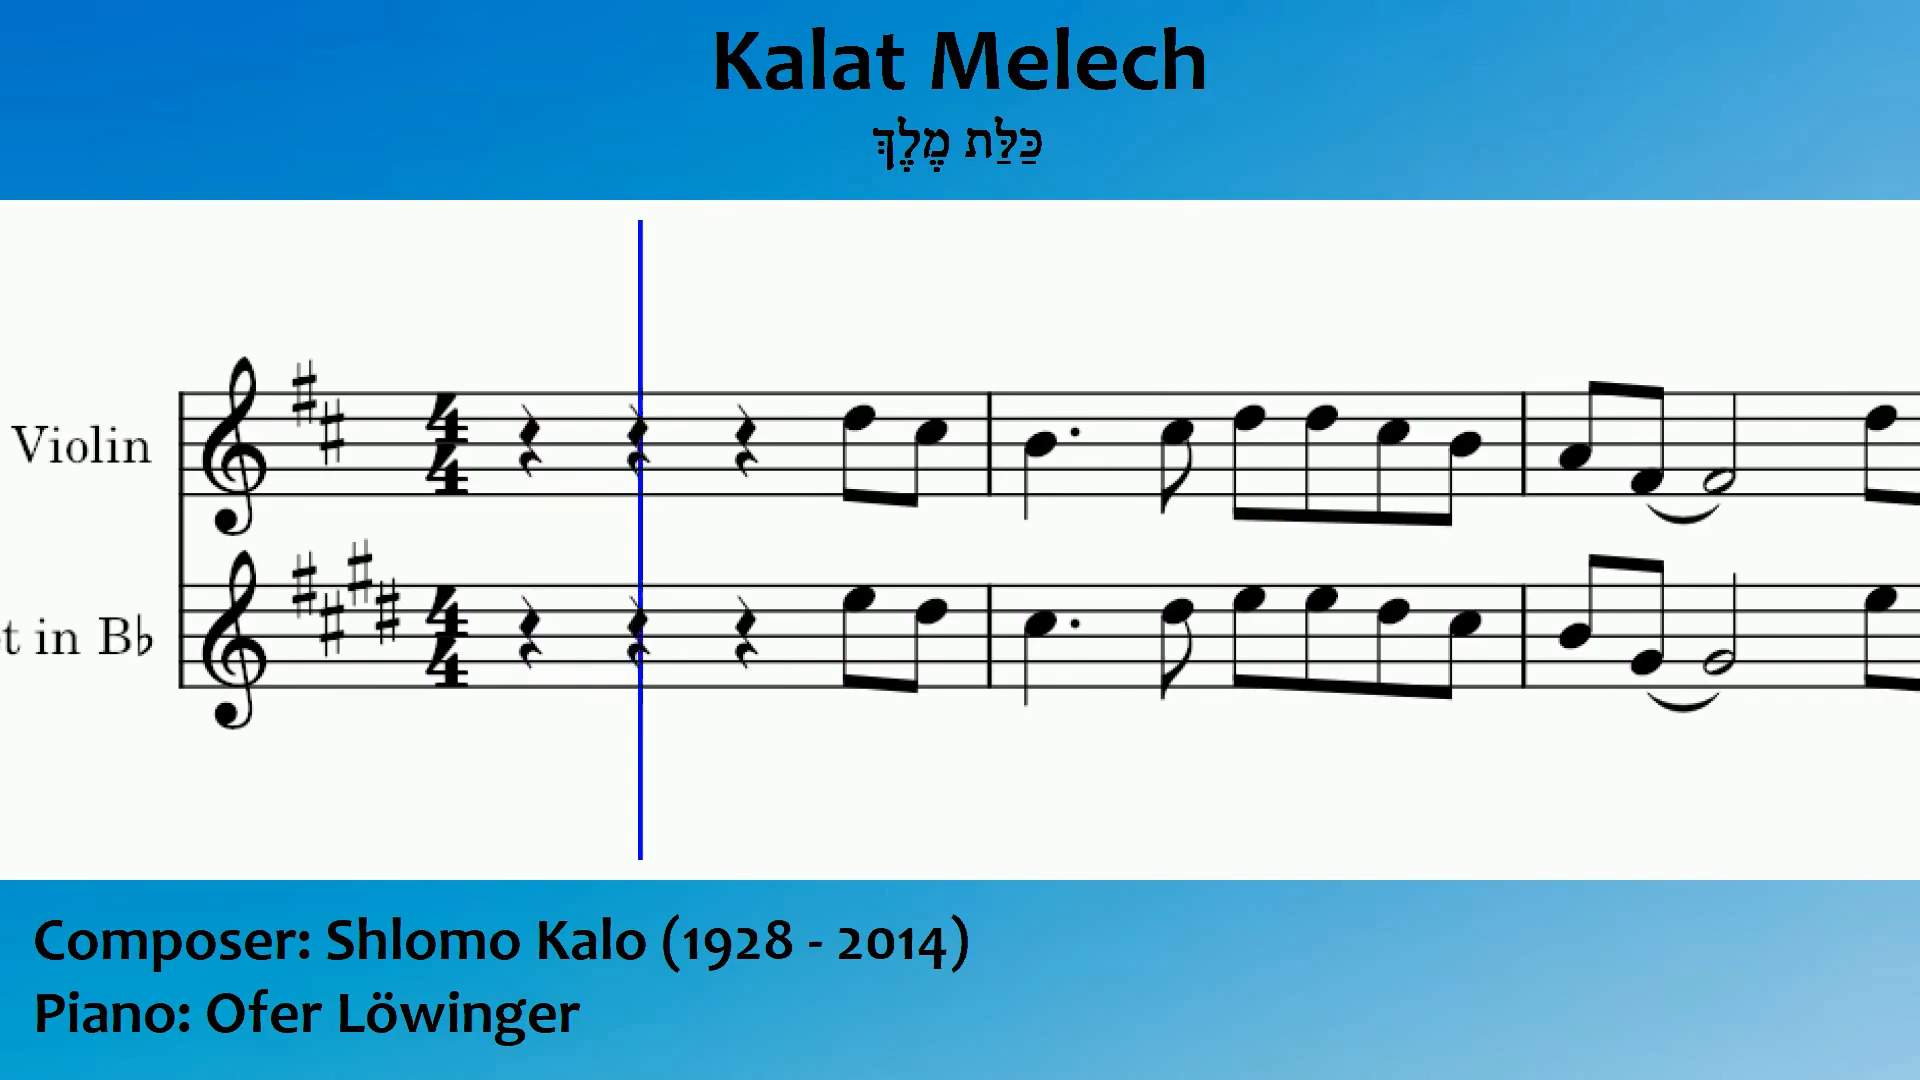 Kalat Melech
כַּלַּת מֶלֶךְ
Violin
t in B♭
Composer: Shlomo Kalo (1928 - 2014)
Piano: Ofer Löwinger